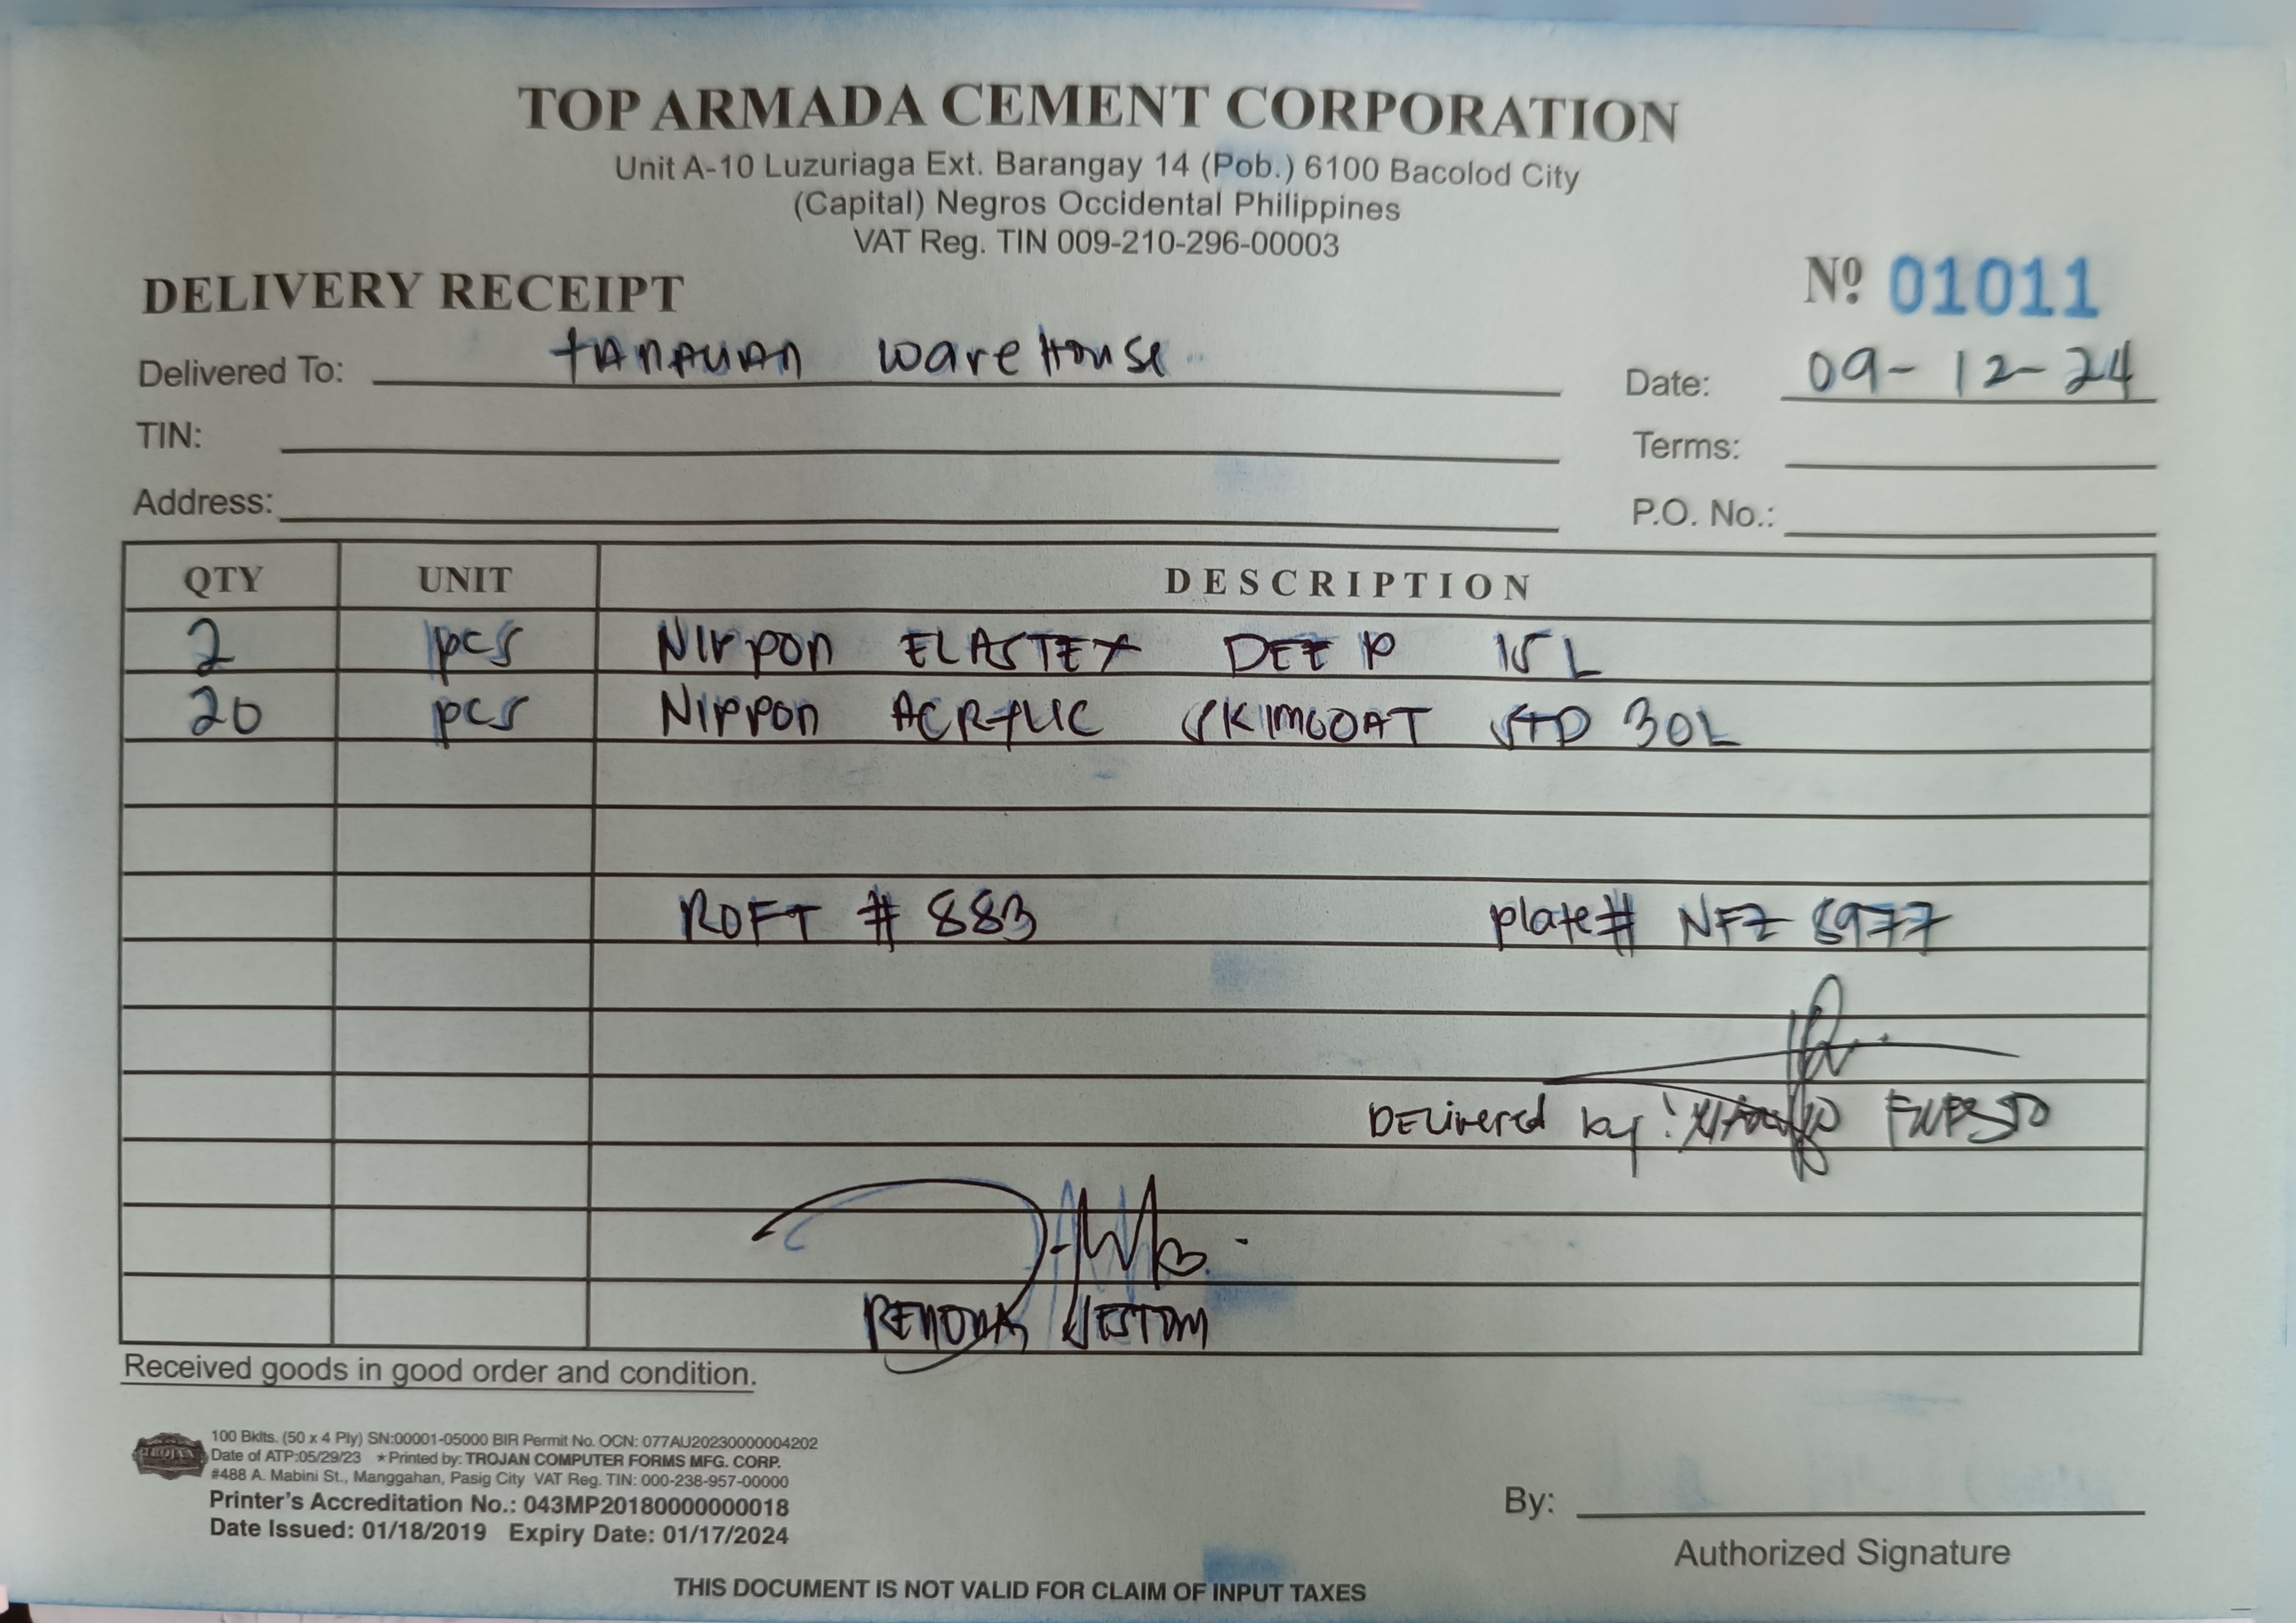 TOP ARMADA CEMENT CORPORATION
Unit A-10 Luzuriaga Ext. Barangay 14 (Pob.) 6100 Bacolod City
(Capital) Negros Occidental Philippines
VAT Reg. TIN 009-210-296-00003
DELIVERY RECEIPT
Nº 01011
Delivered To: tANAUAN wareHouse
Date: 09-12-24
TIN:
Terms:
Address:
P.O. No.:
QTY UNIT DESCRIPTION
2 pcs NIPPON ELASTEX DEEP 15L
20 pcs NIPPON ACRYLIC SKIMCOAT STD 30L
ROFT # 883 plate# NFZ 8977
DELivered by:
Received goods in good order and condition.
TROJAN
100 Bklts. (50 x 4 Ply) SN:00001-05000 BIR Permit No. OCN: 077AU20230000004202
Date of ATP:05/29/23 ★Printed by: TROJAN COMPUTER FORMS MFG. CORP.
#488 A. Mabini St., Manggahan, Pasig City VAT Reg. TIN: 000-238-957-00000
Printer's Accreditation No.: 043MP20180000000018
Date Issued: 01/18/2019 Expiry Date: 01/17/2024
By:
Authorized Signature
THIS DOCUMENT IS NOT VALID FOR CLAIM OF INPUT TAXES